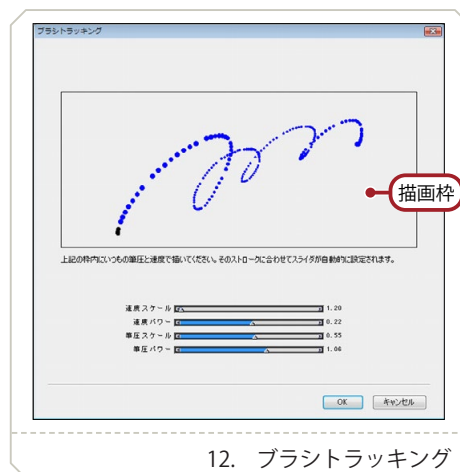 ブラシトラッキング
描画枠
上記の枠内にいつもの筆圧と速度で描いてください。そのストロークに合わせてスライダが自動的に設定されます。
速度スケール 1.20
速度パワー 0.22
筆圧スケール 0.55
筆圧パワー 1.06
OK キャンセル
12. ブラシトラッキング